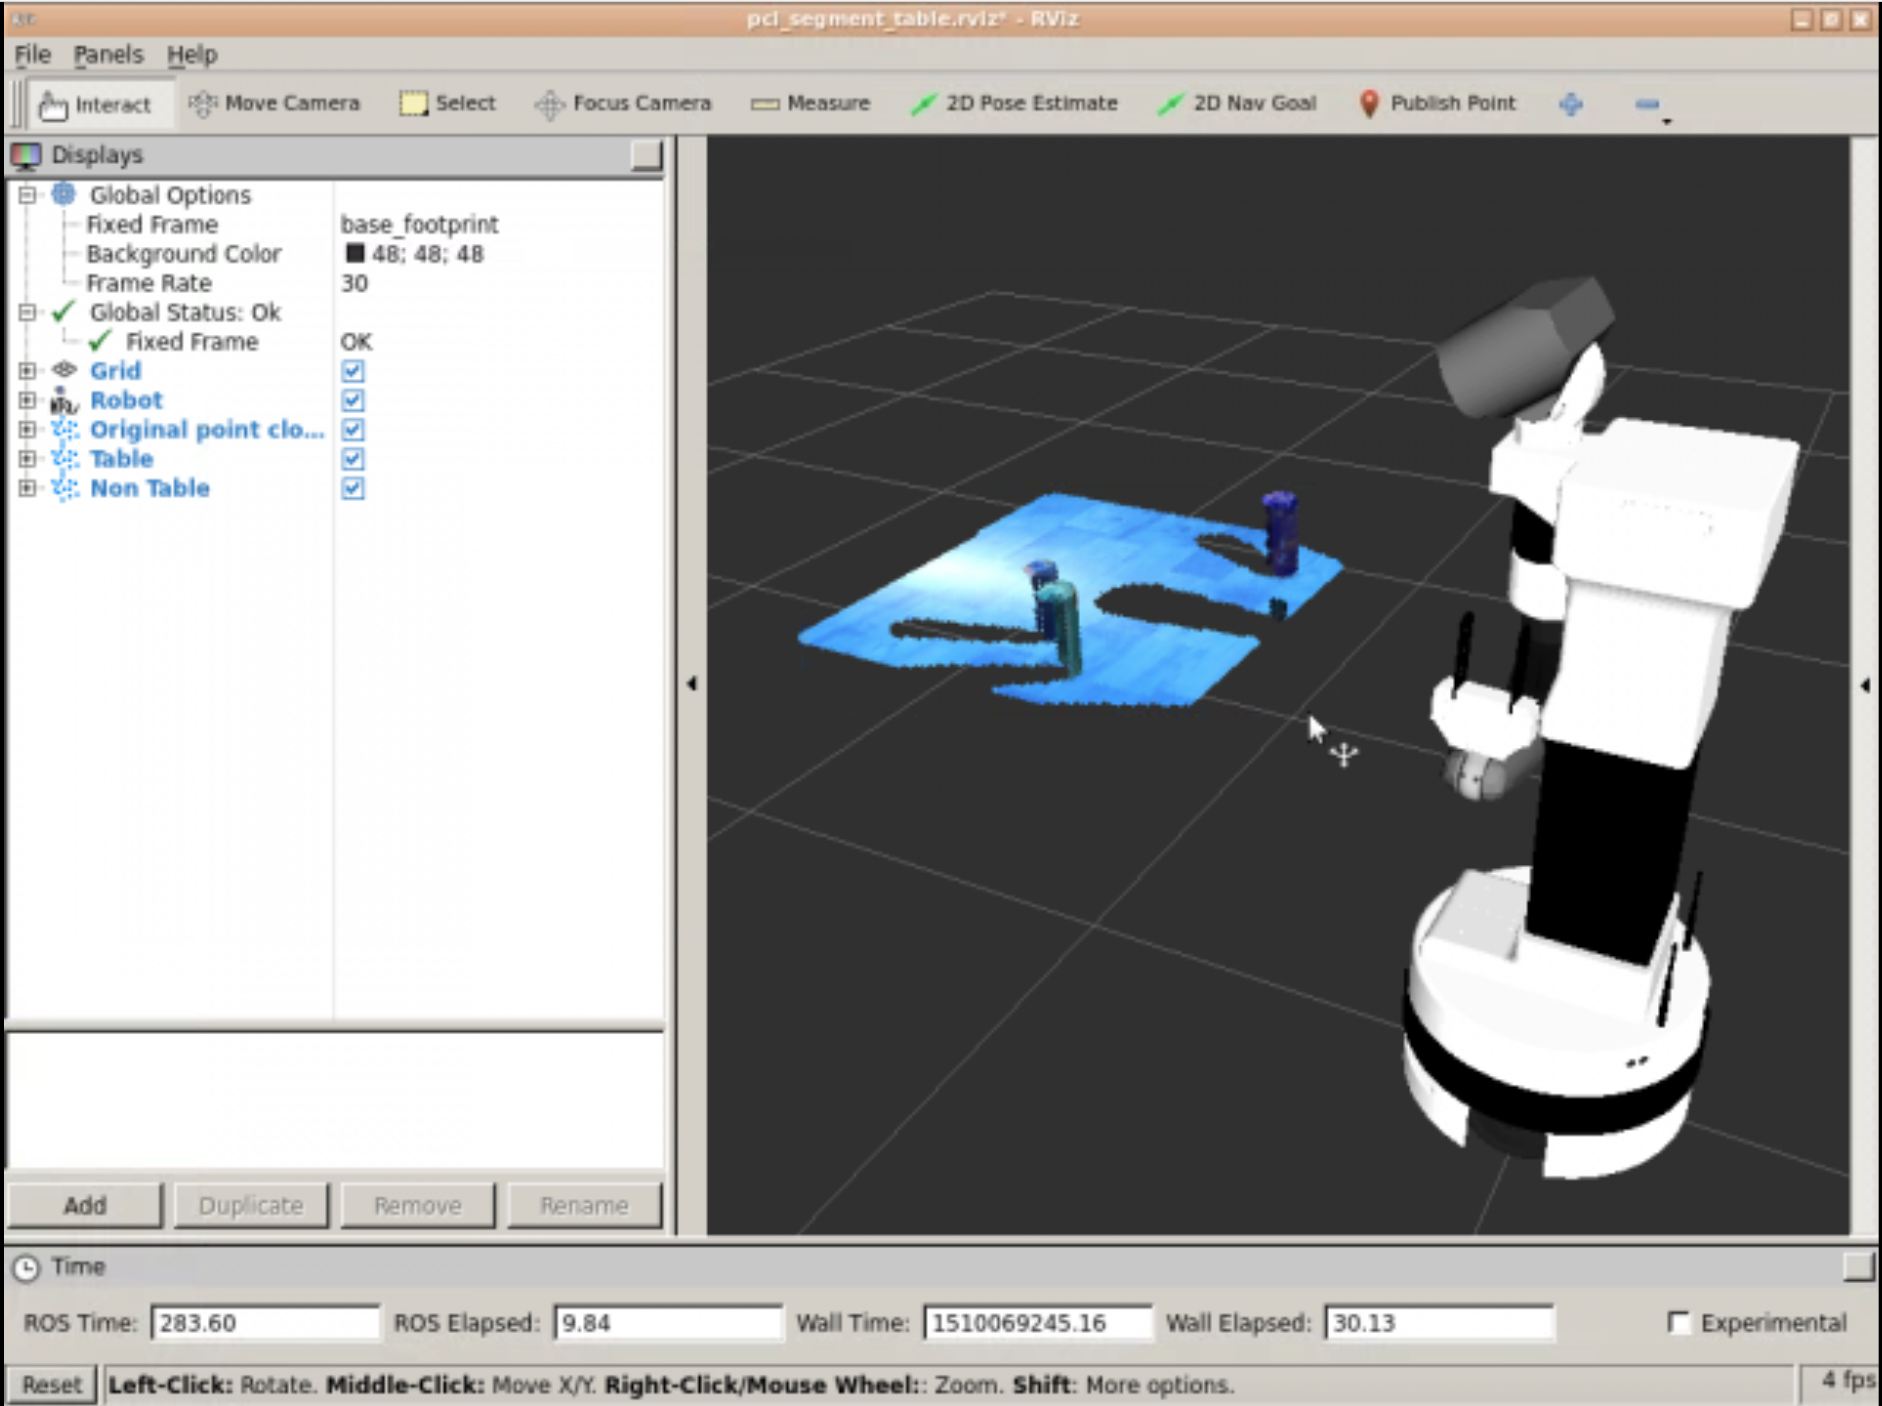 pcl_segment_table.rviz* - RViz
File Panels Help
Interact Move Camera Select Focus Camera Measure 2D Pose Estimate 2D Nav Goal Publish Point
Displays
Global Options
Fixed Frame base_footprint
Background Color 48; 48; 48
Frame Rate 30
Global Status: Ok
Fixed Frame OK
Grid
Robot
Original point clo...
Table
Non Table
Add Duplicate Remove Rename
Time
ROS Time: 283.60 ROS Elapsed: 9.84 Wall Time: 1510069245.16 Wall Elapsed: 30.13 Experimental
Reset Left-Click: Rotate. Middle-Click: Move X/Y. Right-Click/Mouse Wheel:: Zoom. Shift: More options. 4 fps